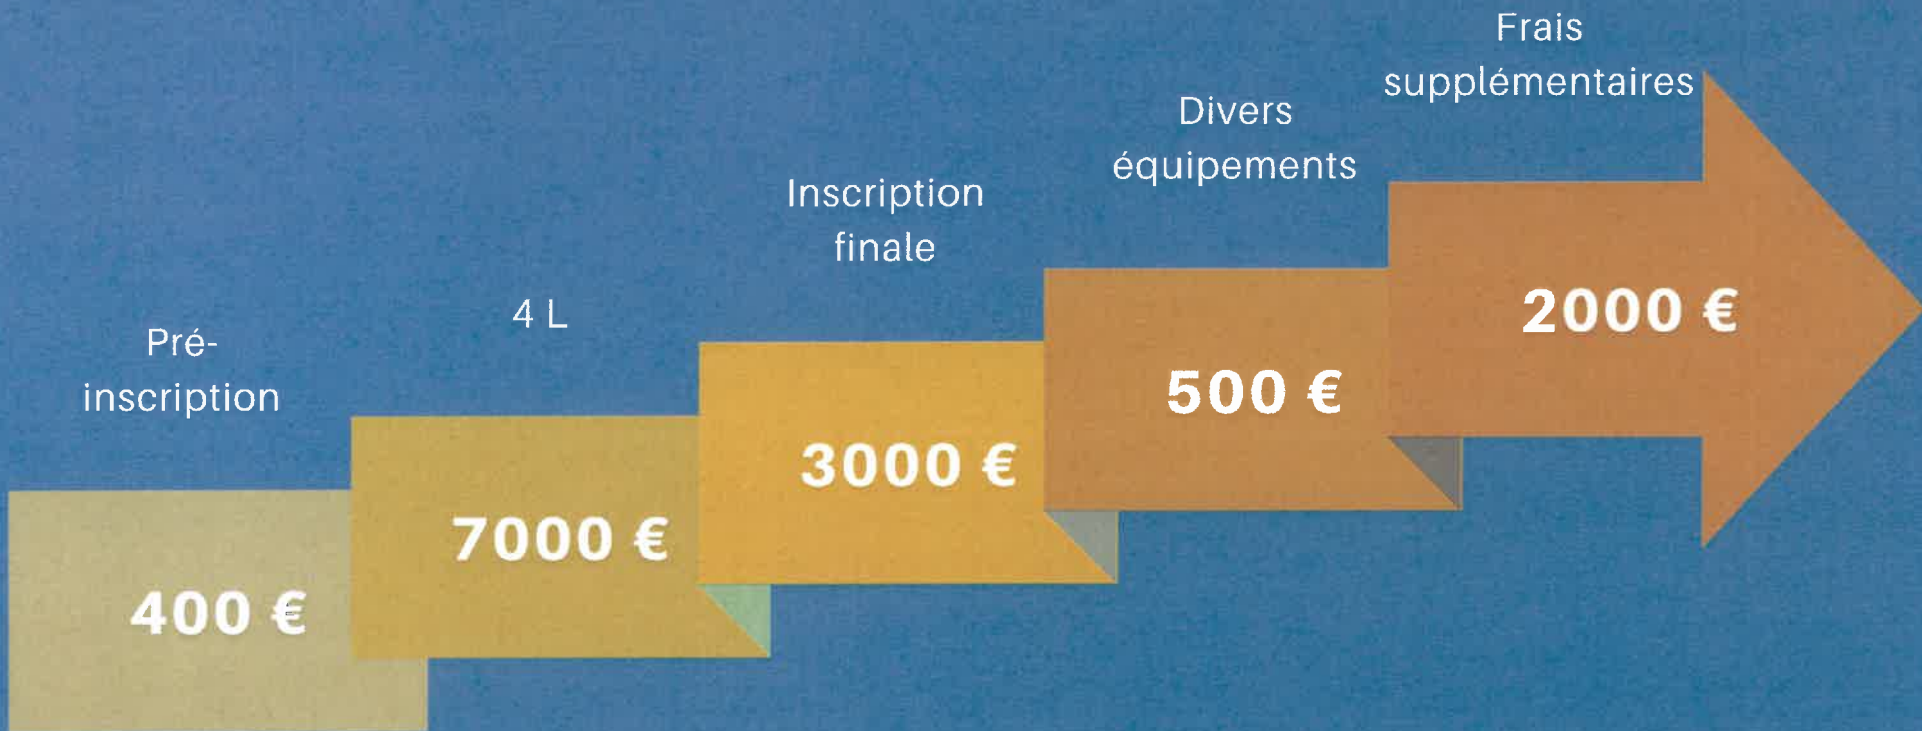 Pré-
inscription
400 €
4 L
7000 €
Inscription
finale
3000 €
Divers
équipements
500 €
Frais
supplémentaires
2000 €